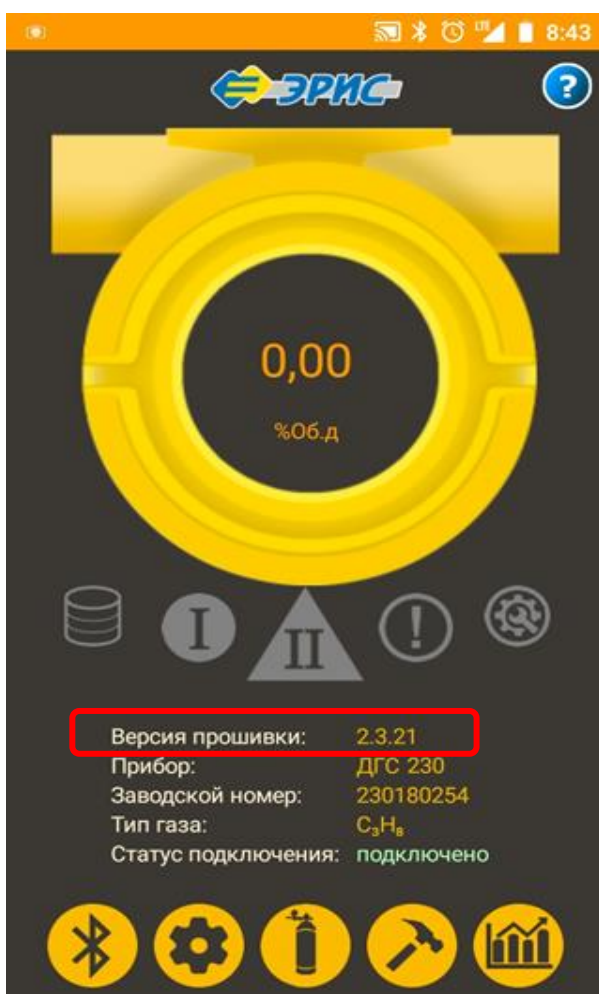 LTE 8:43
ЭРИС ?
0,00
%Об.д
I II !
Версия прошивки: 2.3.21
Прибор: ДГС 230
Заводской номер: 230180254
Тип газа: C₃H₈
Статус подключения: подключено